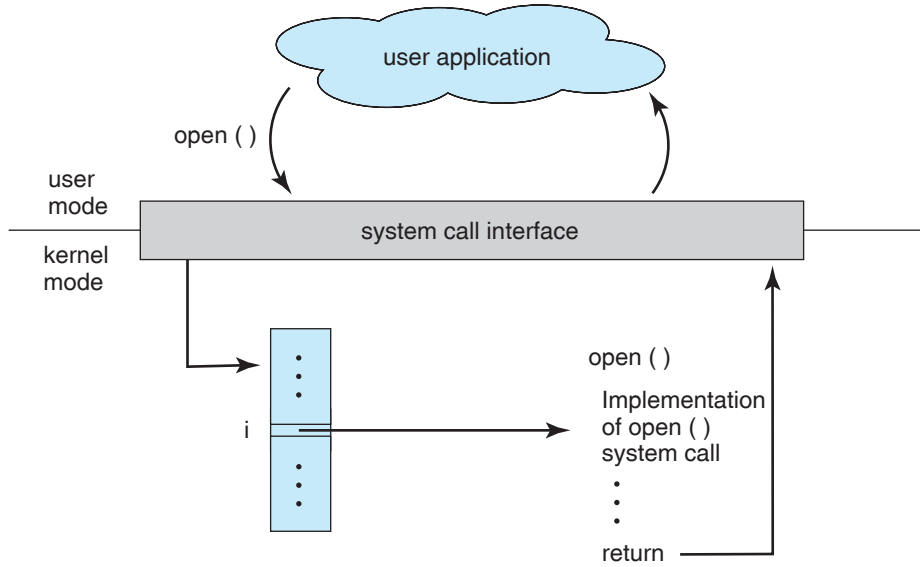 user application
open ( )
user
mode
system call interface
kernel
mode
open ( )
i
Implementation
of open ( )
system call
return